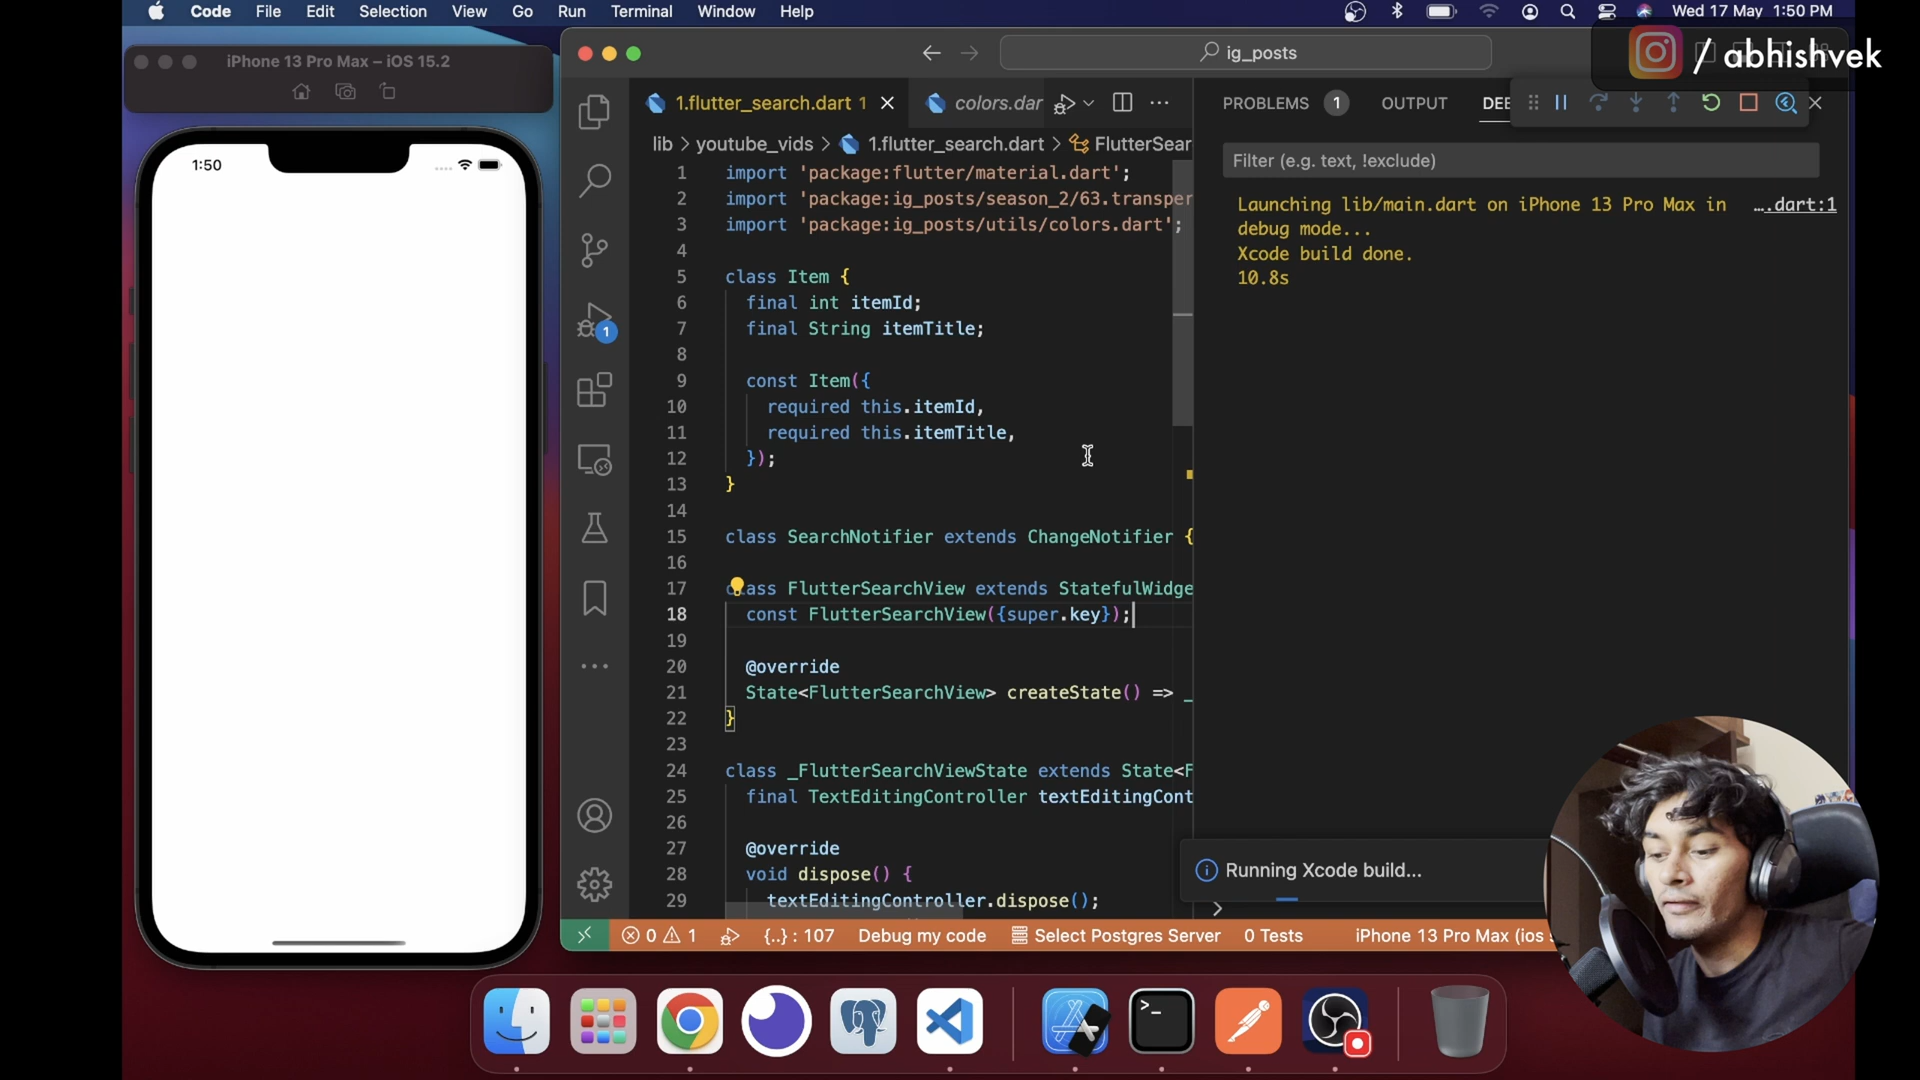 Code File Edit Selection View Go Run Terminal Window Help
Wed 17 May 1:50 PM
/ abhishvek
iPhone 13 Pro Max – iOS 15.2
1:50
ig_posts
1.flutter_search.dart 1
colors.dar
lib > youtube_vids > 1.flutter_search.dart > FlutterSear
1 import 'package:flutter/material.dart';
2 import 'package:ig_posts/season_2/63.transper
3 import 'package:ig_posts/utils/colors.dart';
4
5 class Item {
6 final int itemId;
7 final String itemTitle;
8
9 const Item({
10 required this.itemId,
11 required this.itemTitle,
12 });
13 }
14
15 class SearchNotifier extends ChangeNotifier {
16
17 class FlutterSearchView extends StatefulWidge
18 const FlutterSearchView({super.key});
19
20 @override
21 State<FlutterSearchView> createState() => _
22 }
23
24 class _FlutterSearchViewState extends State<F
25 final TextEditingController textEditingCont
26
27 @override
28 void dispose() {
29 textEditingController.dispose();
PROBLEMS 1 OUTPUT DEB
Filter (e.g. text, !exclude)
Launching lib/main.dart on iPhone 13 Pro Max in ….dart:1
debug mode...
Xcode build done.
10.8s
Running Xcode build...
1
0 1 {..} : 107 Debug my code Select Postgres Server 0 Tests iPhone 13 Pro Max (ios